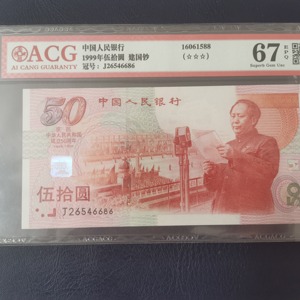 ACG
AI CANG GUARANTY
中国人民银行
1999年伍拾圆 建国钞
冠号：J26546686
16061588
(☆☆☆)
67 EPQ
Superb Gem Unc
50
中国人民银行
伍拾圆
J26546686